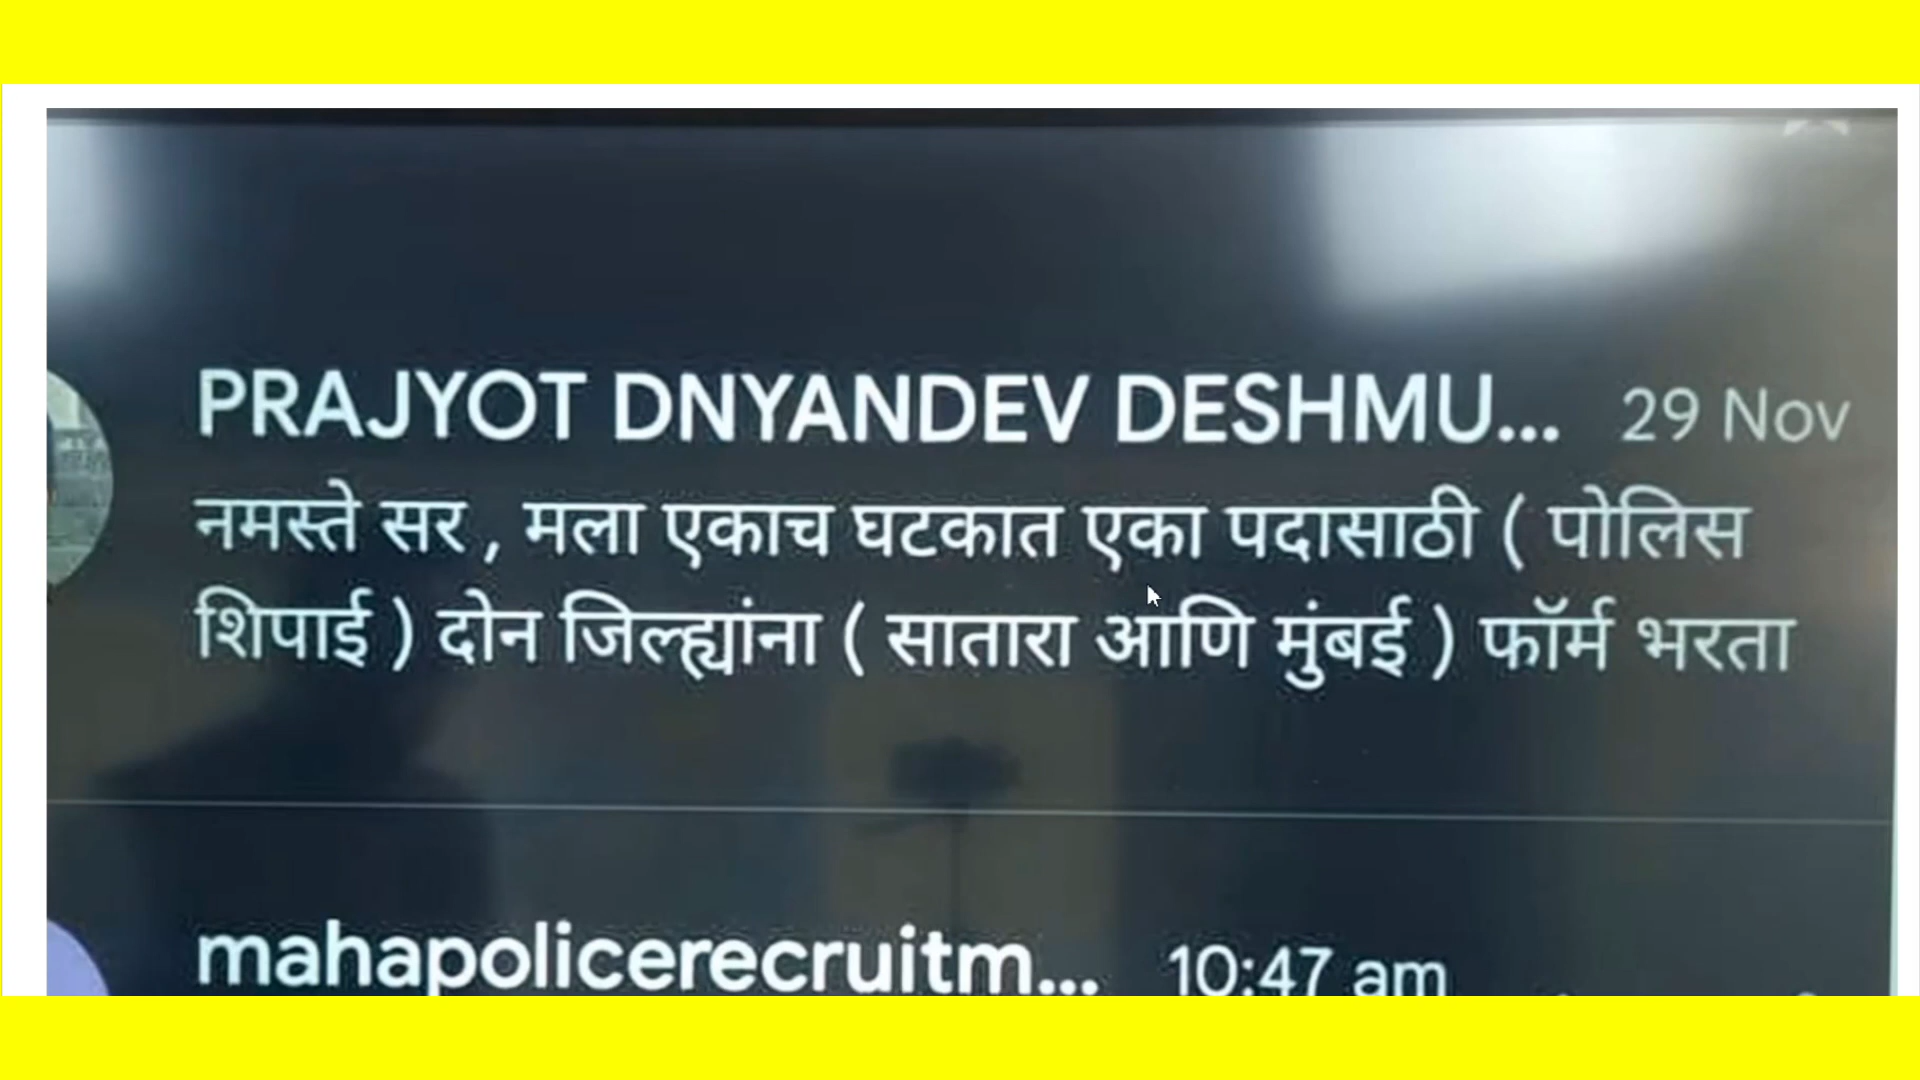 PRAJYOT DNYANDEV DESHMU... 29 Nov
नमस्ते सर , मला एकाच घटकात एका पदासाठी ( पोलिस
शिपाई ) दोन जिल्ह्यांना ( सातारा आणि मुंबई ) फॉर्म भरता
mahapolicerecruitm... 10:47 am